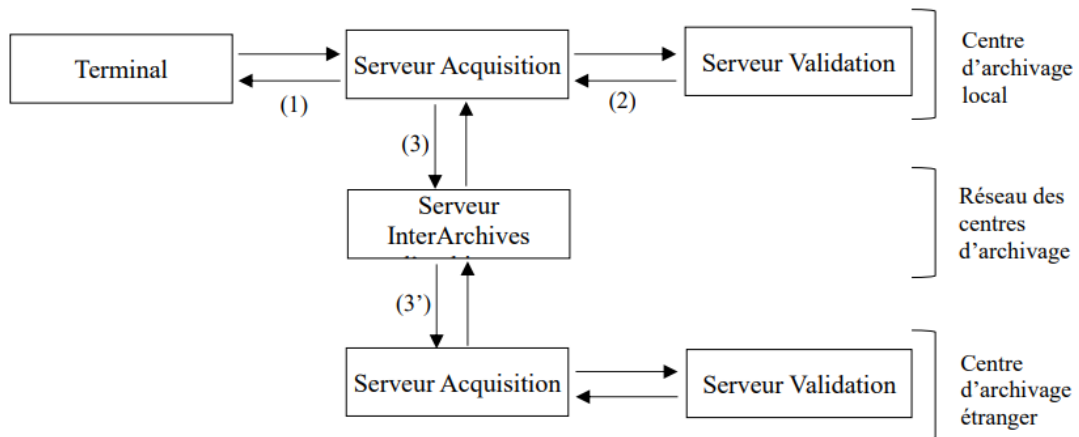 Terminal
Serveur Acquisition
Serveur Validation
Centre
d'archivage
local
(1)
(2)
(3)
Serveur
InterArchives
Réseau des
centres
d'archivage
(3')
Serveur Acquisition
Serveur Validation
Centre
d'archivage
étranger